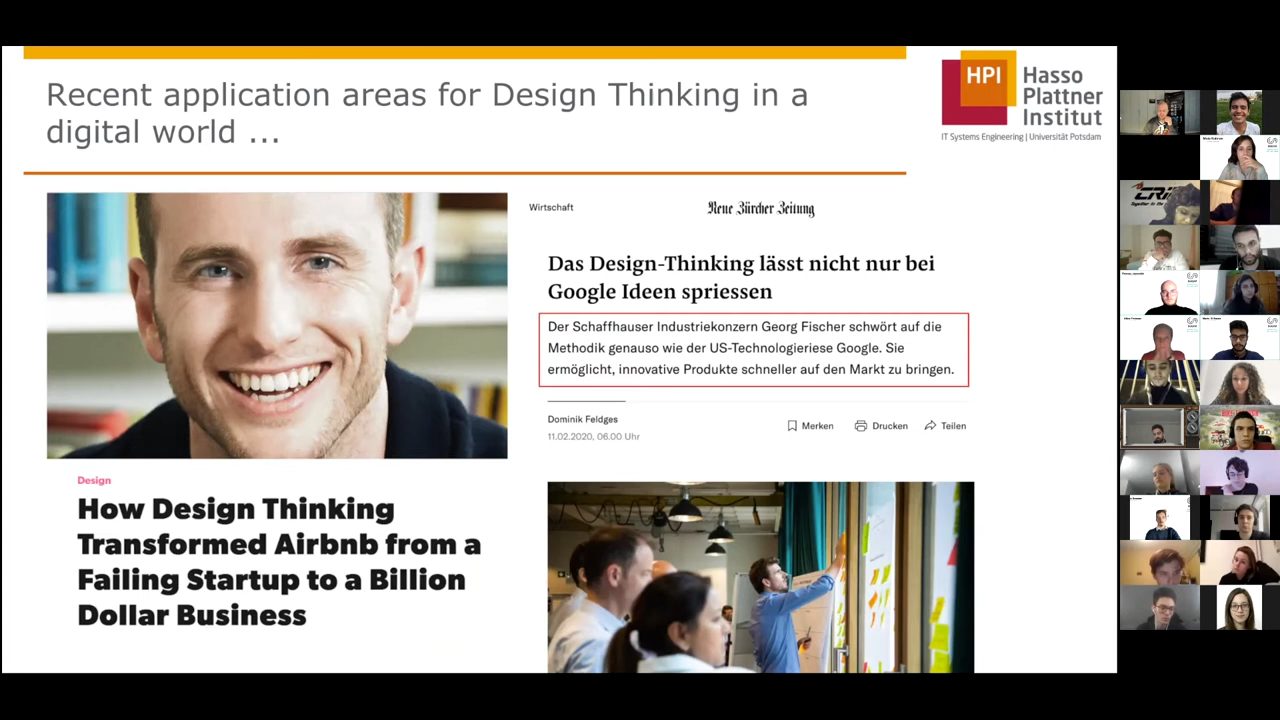 Recent application areas for Design Thinking in a
digital world ...
HPI
Hasso
Plattner
Institut
IT Systems Engineering | Universität Potsdam
Design
How Design Thinking
Transformed Airbnb from a
Failing Startup to a Billion
Dollar Business
Wirtschaft
Neue Zürcher Zeitung
Das Design-Thinking lässt nicht nur bei
Google Ideen spriessen
Der Schaffhauser Industriekonzern Georg Fischer schwört auf die
Methodik genauso wie der US-Technologieriese Google. Sie
ermöglicht, innovative Produkte schneller auf den Markt zu bringen.
Dominik Feldges
11.02.2020, 06.00 Uhr
Merken
Drucken
Teilen